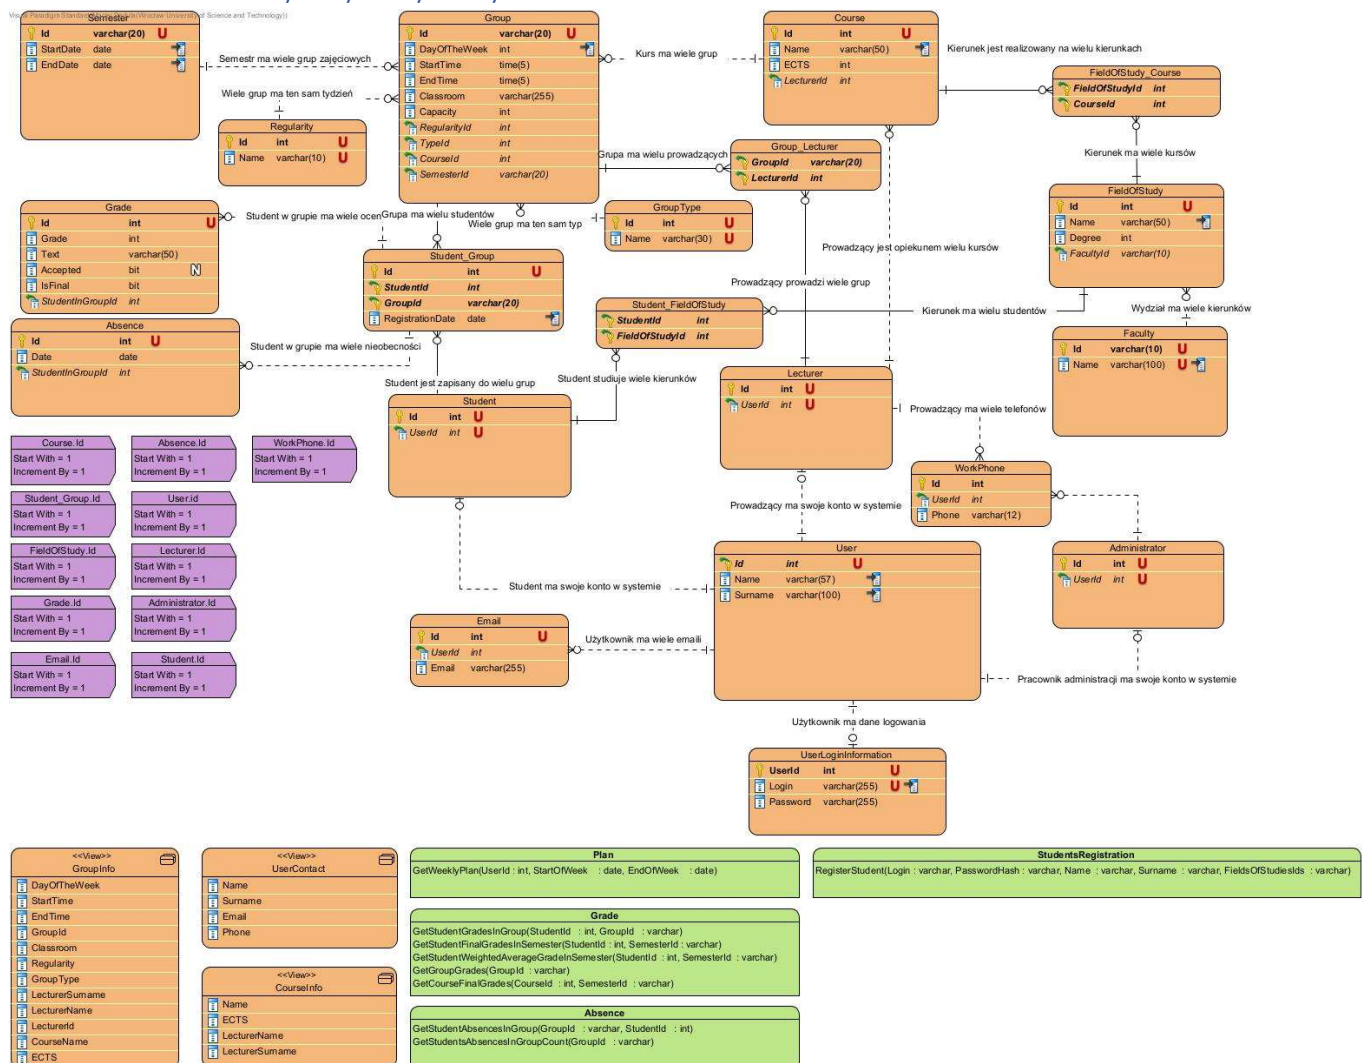 Visual Paradigm Standard (Wroclaw University of Science and Technology))
Semester
Id varchar(20) U
StartDate date
EndDate date
Semestr ma wiele grup zajęciowych
Wiele grup ma ten sam tydzień
Regularity
Id int U
Name varchar(10) U
Group
Id varchar(20) U
DayOfTheWeek int
StartTime time(5)
EndTime time(5)
Classroom varchar(255)
Capacity int
RegularityId int
TypeId int
CourseId int
SemesterId varchar(20)
Kurs ma wiele grup
Course
Id int U
Name varchar(50)
ECTS int
LecturerId int
Kierunek jest realizowany na wielu kierunkach
FieldOfStudy_Course
FieldOfStudyId int
CourseId int
Kierunek ma wiele kursów
Grupa ma wielu prowadzących
Group_Lecturer
GroupId varchar(20)
LecturerId int
FieldOfStudy
Id int U
Name varchar(50)
Degree int
FacultyId varchar(10)
Grade
Id int U
Grade int
Text varchar(50)
Accepted bit N
IsFinal bit
StudentInGroupId int
Student w grupie ma wiele ocen
Grupa ma wielu studentów
Wiele grup ma ten sam typ
GroupType
Id int U
Name varchar(30) U
Prowadzący jest opiekunem wielu kursów
Student_Group
Id int U
StudentId int
GroupId varchar(20)
RegistrationDate date
Prowadzący prowadzi wiele grup
Student_FieldOfStudy
StudentId int
FieldOfStudyId int
Kierunek ma wielu studentów
Wydział ma wiele kierunków
Absence
Id int U
Date date
StudentInGroupId int
Student w grupie ma wiele nieobecności
Faculty
Id varchar(10) U
Name varchar(100) U
Student jest zapisany do wielu grup
Student studiuje wiele kierunków
Lecturer
Id int U
UserId int U
Prowadzący ma wiele telefonów
Student
Id int U
UserId int U
Course.Id
Start With = 1
Increment By = 1
Absence.Id
Start With = 1
Increment By = 1
WorkPhone.Id
Start With = 1
Increment By = 1
WorkPhone
Id int
UserId int
Phone varchar(12)
Student_Group.Id
Start With = 1
Increment By = 1
User.id
Start With = 1
Increment By = 1
Prowadzący ma swoje konto w systemie
FieldOfStudy.Id
Start With = 1
Increment By = 1
Lecturer.Id
Start With = 1
Increment By = 1
User
Id int U
Name varchar(57)
Surname varchar(100)
Administrator
Id int U
UserId int U
Student ma swoje konto w systemie
Grade.Id
Start With = 1
Increment By = 1
Administrator.Id
Start With = 1
Increment By = 1
Email
Id int U
UserId int
Email varchar(255)
Użytkownik ma wiele emaili
Email.Id
Start With = 1
Increment By = 1
Student.Id
Start With = 1
Increment By = 1
Pracownik administracji ma swoje konto w systemie
Użytkownik ma dane logowania
UserLoginInformation
UserId int U
Login varchar(255) U
Password varchar(255)
<<View>>
GroupInfo
DayOfTheWeek
StartTime
EndTime
GroupId
Classroom
Regularity
GroupType
LecturerSurname
LecturerName
LecturerId
CourseName
ECTS
<<View>>
UserContact
Name
Surname
Email
Phone
<<View>>
CourseInfo
Name
ECTS
LecturerName
LecturerSurname
Plan
GetWeeklyPlan(UserId : int, StartOfWeek : date, EndOfWeek : date)
Grade
GetStudentGradesInGroup(StudentId : int, GroupId : varchar)
GetStudentFinalGradesInSemester(StudentId : int, SemesterId : varchar)
GetStudentWeightedAverageGradeInSemester(StudentId : int, SemesterId : varchar)
GetGroupGrades(GroupId : varchar)
GetCourseFinalGrades(CourseId : int, SemesterId : varchar)
Absence
GetStudentAbsencesInGroup(GroupId : varchar, StudentId : int)
GetStudentsAbsencesInGroupCount(GroupId : varchar)
StudentsRegistration
RegisterStudent(Login : varchar, PasswordHash : varchar, Name : varchar, Surname : varchar, FieldsOfStudiesIds : varchar)